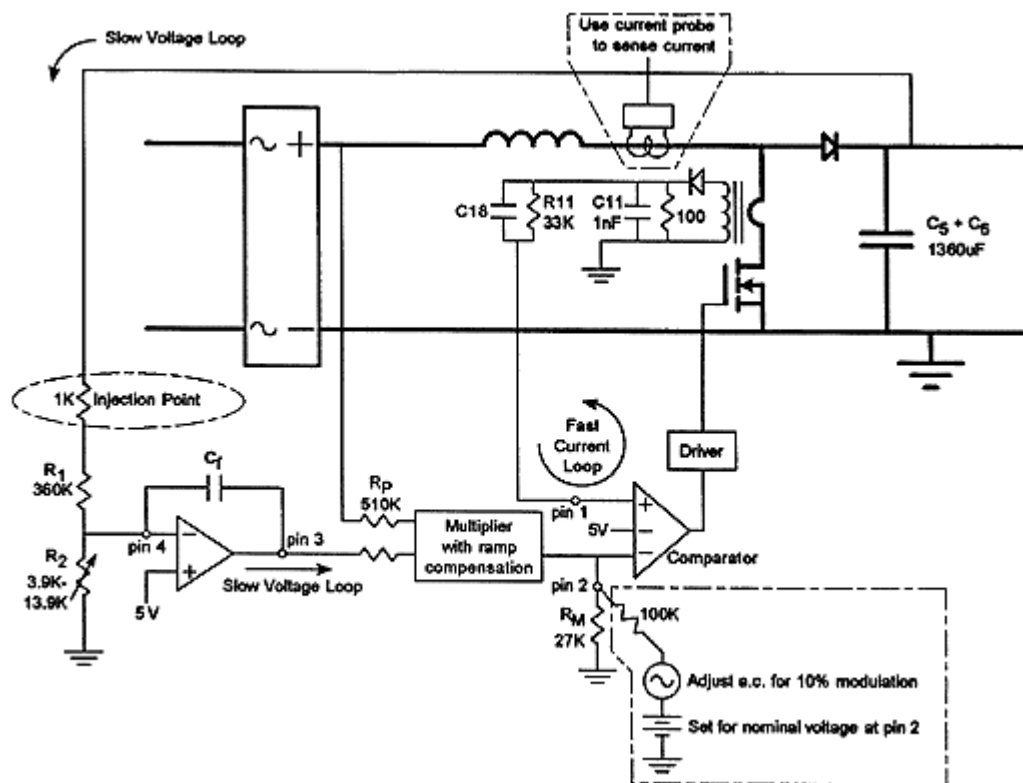 Slow Voltage Loop
Use current probe
to sense current
C18
R11
33K
C11
1nF
100
C5 + C6
1360uF
1K
Injection Point
R1
360K
Cf
RP
510K
Fast
Current
Loop
Driver
pin 1
5V
Multiplier
with ramp
compensation
Comparator
pin 4
pin 3
Slow Voltage Loop
R2
3.9K-
13.9K
5V
pin 2
RM
27K
100K
Adjust a.c. for 10% modulation
Set for nominal voltage at pin 2